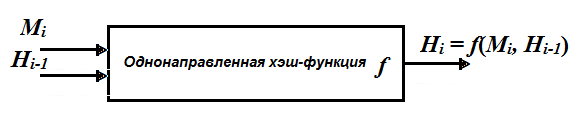 Mi
Hi-1
Однонаправленная хэш-функция f
Hi = f(Mi, Hi-1)